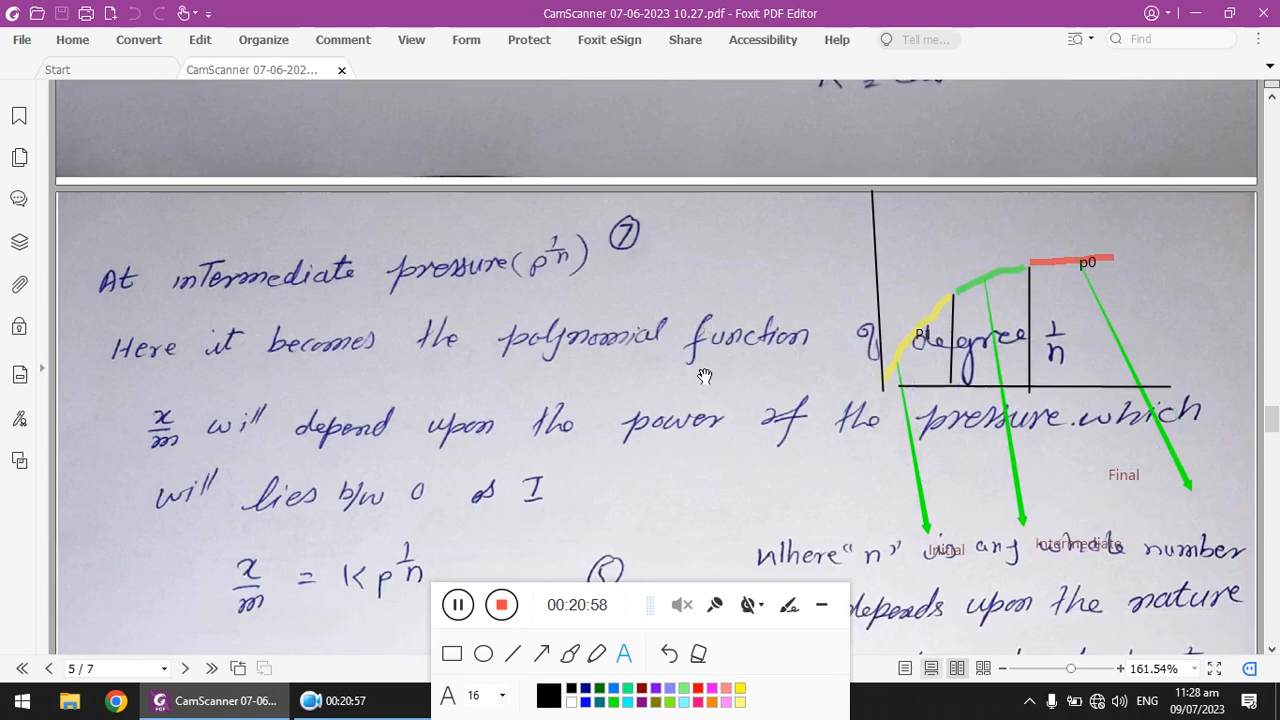 CamScanner 07-06-2023 10.27.pdf - Foxit PDF Editor
File Home Convert Edit Organize Comment View Form Protect Foxit eSign Share Accessibility Help Tell me... Find
Start CamScanner 07-06-202...
At intermediate pressure (p^1/n) 7
p0
Here it becomes the polynomial function of degree 1/n
x/m will depend upon the power of the pressure. which
Final
will lies b/w 0 & 1
Where "n" is any whole number
Initial Intermediate
x/m = K p^1/n
depends upon the nature
00:20:58
A 16
5 / 7
161.54%
CamScanner 07-06... 00:20:57 ENG 11:28 am
09/07/2023